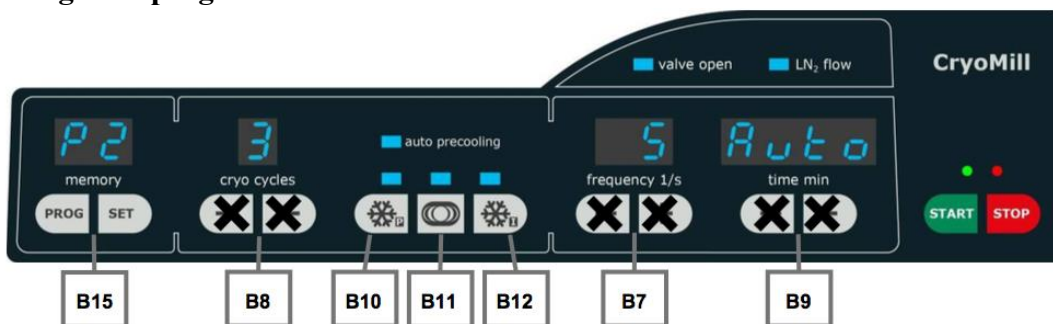 valve open
LN₂ flow
CryoMill
P2
3
auto precooling
5
Auto
memory
cryo cycles
frequency 1/s
time min
PROG
SET
P
START
STOP
B15
B8
B10
B11
B12
B7
B9